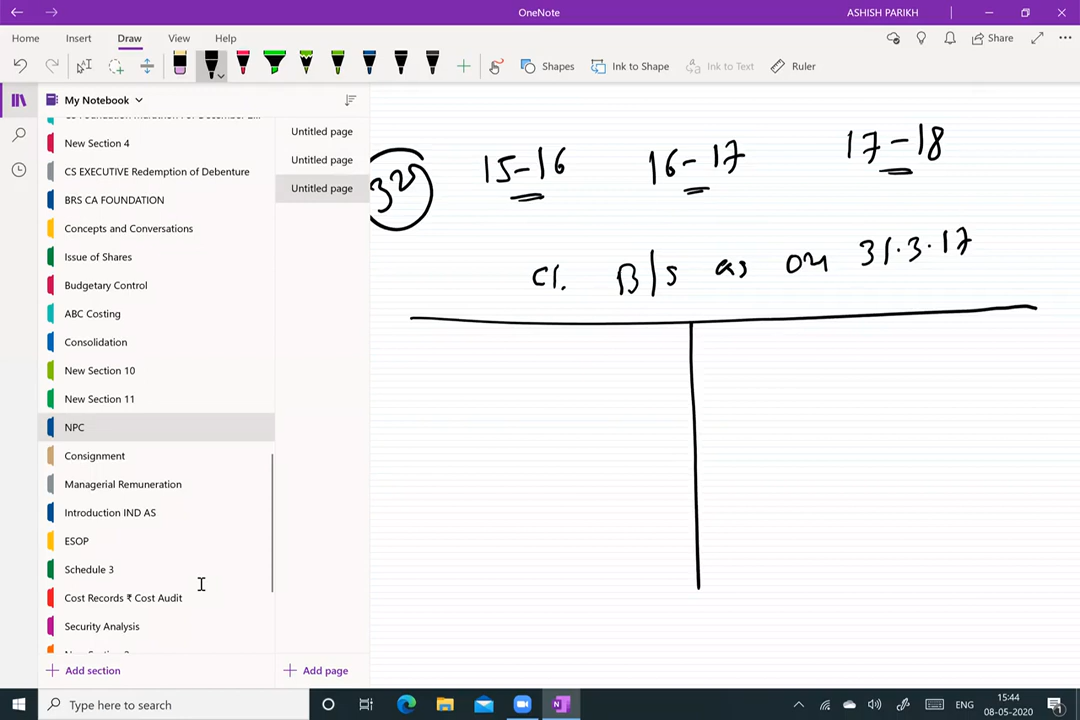 OneNote
ASHISH PARIKH
Home Insert Draw View Help
Share
Shapes Ink to Shape Ink to Text Ruler
My Notebook
New Section 4
CS EXECUTIVE Redemption of Debenture
BRS CA FOUNDATION
Concepts and Conversations
Issue of Shares
Budgetary Control
ABC Costing
Consolidation
New Section 10
New Section 11
NPC
Consignment
Managerial Remuneration
Introduction IND AS
ESOP
Schedule 3
Cost Records ₹ Cost Audit
Security Analysis
Add section
Untitled page
Untitled page
Untitled page
Add page
325 15-16 16-17 17-18
Cl. B/S as on 31.3.17
Type here to search
ENG
15:44
08-05-2020
1